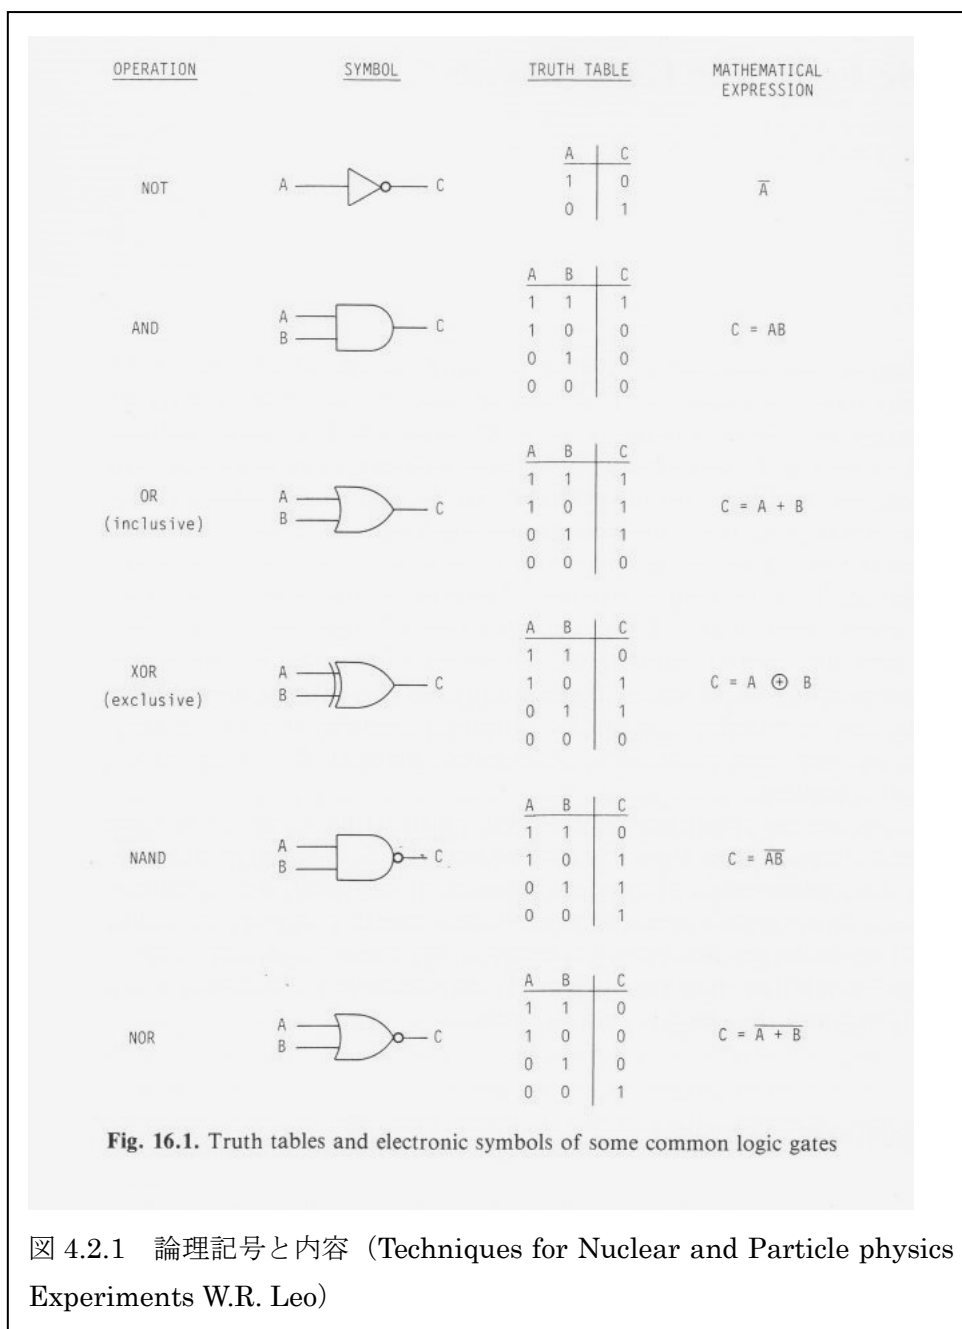 OPERATION SYMBOL TRUTH TABLE MATHEMATICAL
EXPRESSION
A C
NOT A C 1 0 A̅
0 1
A B C
1 1 1
AND A B C 1 0 0 C = AB
0 1 0
0 0 0
A B C
1 1 1
OR A B C 1 0 1 C = A + B
(inclusive) 0 1 1
0 0 0
A B C
1 1 0
XOR A B C 1 0 1 C = A ⊕ B
(exclusive) 0 1 1
0 0 0
A B C
1 1 0
NAND A B C 1 0 1 C = A̅B̅
0 1 1
0 0 1
A B C
1 1 0
NOR A B C 1 0 0 C = A̅ ̅+̅ ̅B̅
0 1 0
0 0 1
Fig. 16.1. Truth tables and electronic symbols of some common logic gates
図 4.2.1 論理記号と内容（Techniques for Nuclear and Particle physics
Experiments W.R. Leo）